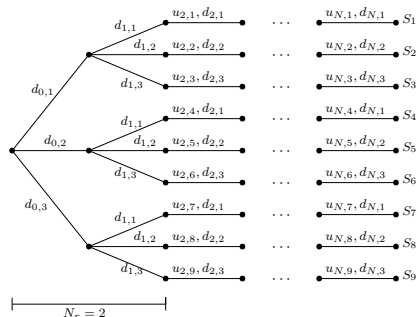 u_{2,1}, d_{2,1} ... u_{N,1}, d_{N,1} S_1
d_{1,1}
d_{1,2} u_{2,2}, d_{2,2} ... u_{N,2}, d_{N,2} S_2
d_{1,3} u_{2,3}, d_{2,3} ... u_{N,3}, d_{N,3} S_3
d_{0,1}
u_{2,4}, d_{2,1} ... u_{N,4}, d_{N,1} S_4
d_{1,1}
d_{0,2} d_{1,2} u_{2,5}, d_{2,2} ... u_{N,5}, d_{N,2} S_5
d_{1,3} u_{2,6}, d_{2,3} ... u_{N,6}, d_{N,3} S_6
d_{0,3}
u_{2,7}, d_{2,1} ... u_{N,7}, d_{N,1} S_7
d_{1,1}
d_{1,2} u_{2,8}, d_{2,2} ... u_{N,8}, d_{N,2} S_8
d_{1,3} u_{2,9}, d_{2,3} ... u_{N,9}, d_{N,3} S_9
N_r = 2